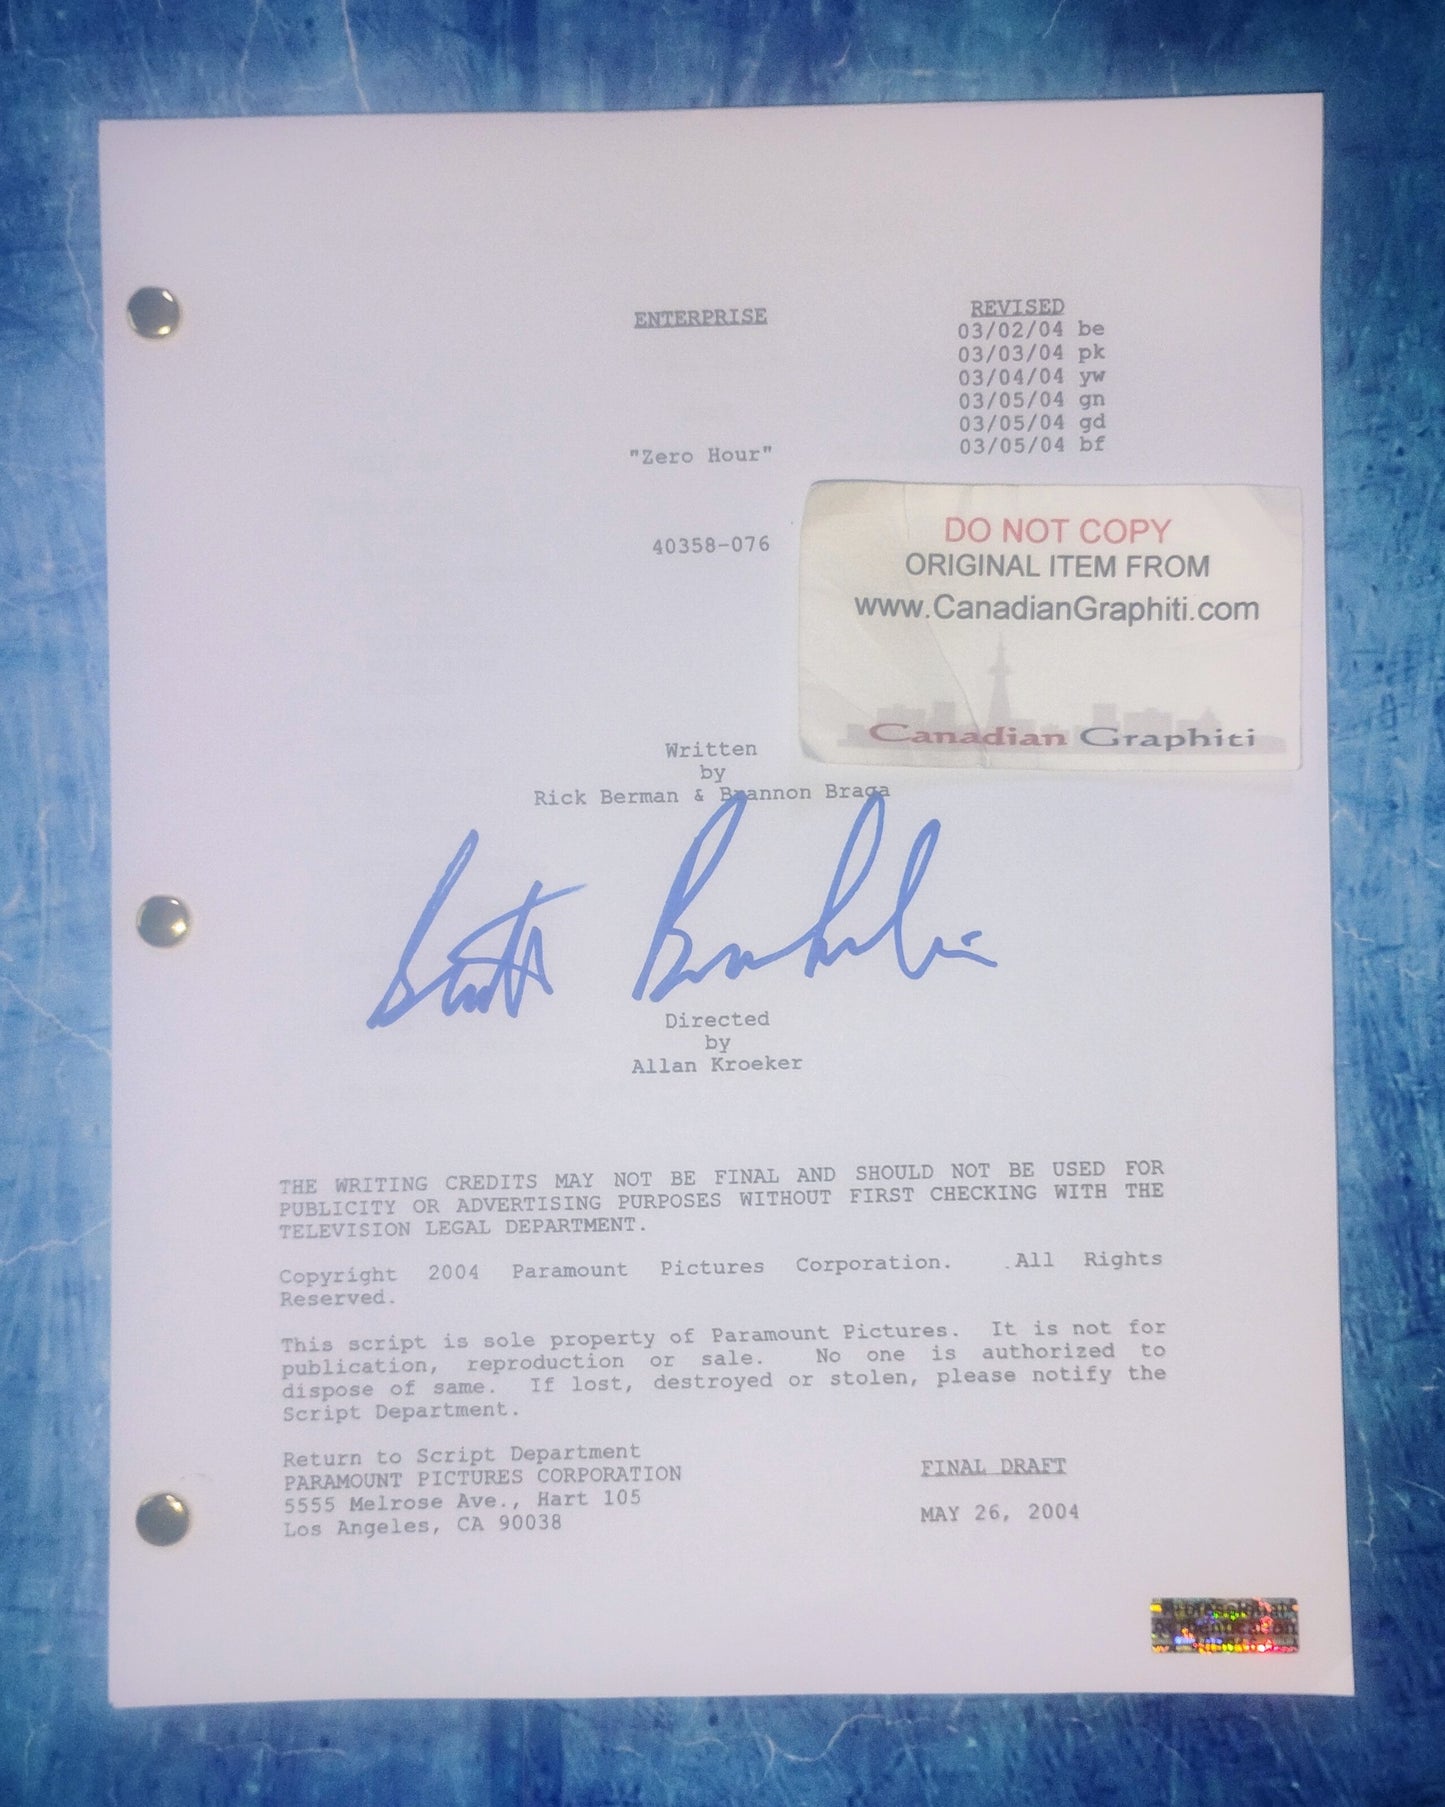 ENTERPRISE
REVISED
03/02/04 be
03/03/04 pk
03/04/04 yw
03/05/04 gn
03/05/04 gd
03/05/04 bf
"Zero Hour"
40358-076
DO NOT COPY
ORIGINAL ITEM FROM
www.CanadianGraphiti.com
Canadian Graphiti
Written
by
Rick Berman & Brannon Braga
Scott Bakula
Directed
by
Allan Kroeker
THE WRITING CREDITS MAY NOT BE FINAL AND SHOULD NOT BE USED FOR
PUBLICITY OR ADVERTISING PURPOSES WITHOUT FIRST CHECKING WITH THE
TELEVISION LEGAL DEPARTMENT.
Copyright 2004 Paramount Pictures Corporation. All Rights
Reserved.
This script is sole property of Paramount Pictures. It is not for
publication, reproduction or sale. No one is authorized to
dispose of same. If lost, destroyed or stolen, please notify the
Script Department.
Return to Script Department
PARAMOUNT PICTURES CORPORATION
5555 Melrose Ave., Hart 105
Los Angeles, CA 90038
FINAL DRAFT
MAY 26, 2004